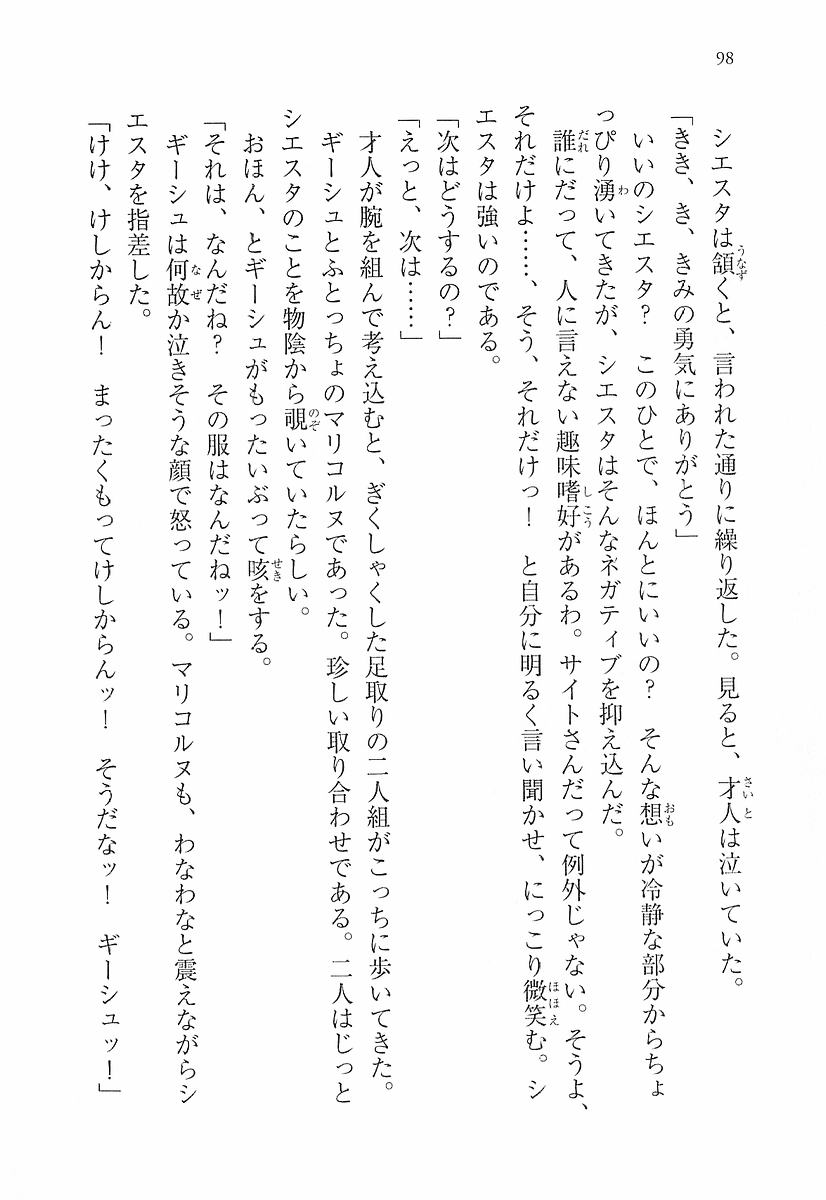 98
シエスタは頷くと、言われた通りに繰り返した。見ると、才人は泣いていた。
「きき、き、きみの勇気にありがとう」
いいのシエスタ？　このひとで、ほんとにいいの？　そんな想いが冷静な部分からちょ
っぴり湧いてきたが、シエスタはそんなネガティブを抑え込んだ。
誰にだって、人に言えない趣味嗜好があるわ。サイトさんだって例外じゃない。そうよ、
それだけよ……、そう、それだけっ！　と自分に明るく言い聞かせ、にっこり微笑む。シ
エスタは強いのである。
「次はどうするの？」
「えっと、次は……」
才人が腕を組んで考え込むと、ぎくしゃくした足取りの二人組がこっちに歩いてきた。
ギーシュとふとっちょのマリコルヌであった。珍しい取り合わせである。二人はじっと
シエスタのことを物陰から覗いていたらしい。
おほん、とギーシュがもったいぶって咳をする。
「それは、なんだね？　その服はなんだねッ！」
ギーシュは何故か泣きそうな顔で怒っている。マリコルヌも、わなわなと震えながらシ
エスタを指差した。
「けけ、けしからん！　まったくもってけしからんッ！　そうだなッ！　ギーシュッ！」